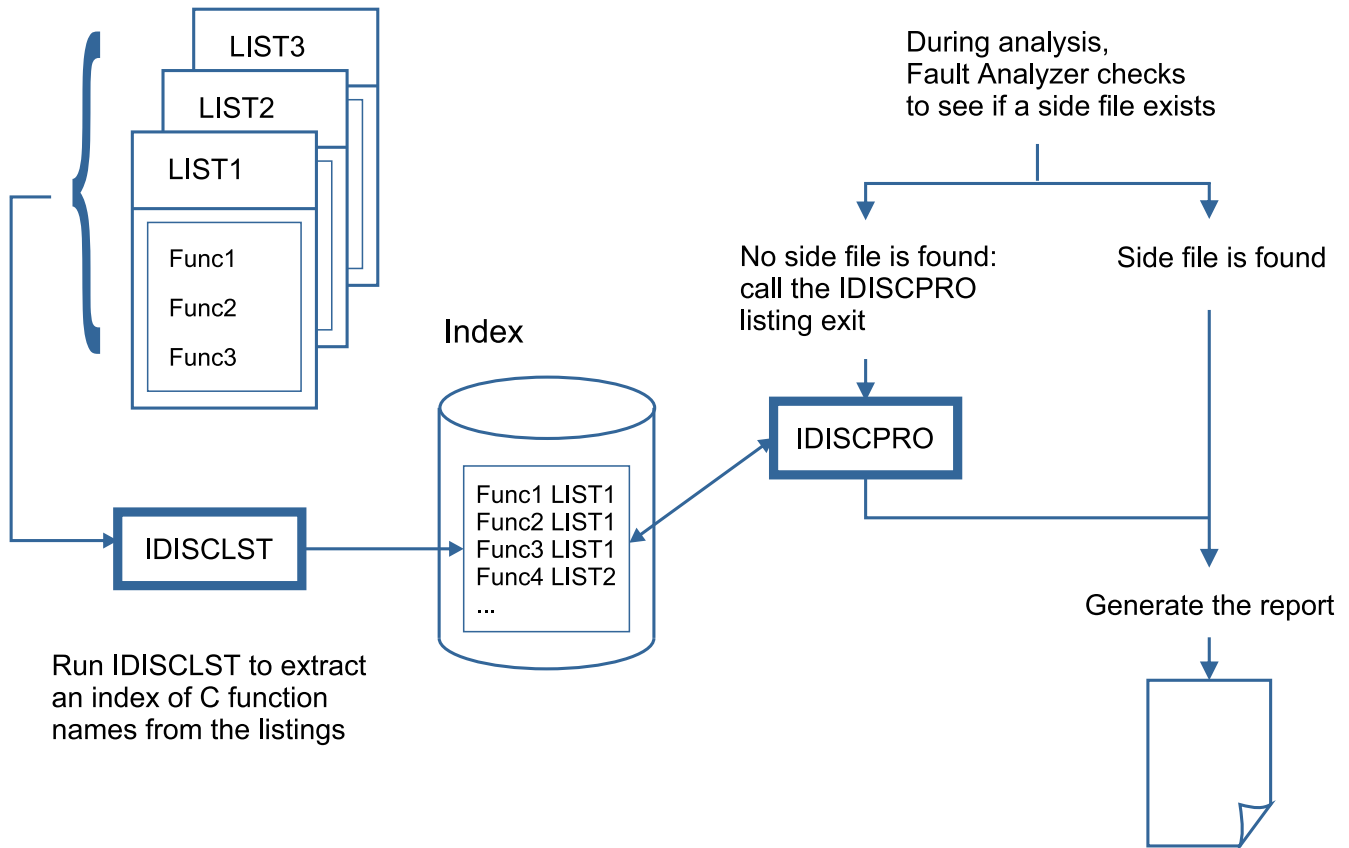 LIST3
LIST2
LIST1
Func1
Func2
Func3
IDISCLST
Run IDISCLST to extract
an index of C function
names from the listings
Index
Func1 LIST1
Func2 LIST1
Func3 LIST1
Func4 LIST2
...
During analysis,
Fault Analyzer checks
to see if a side file exists
No side file is found:
call the IDISCPRO
listing exit
Side file is found
IDISCPRO
Generate the report